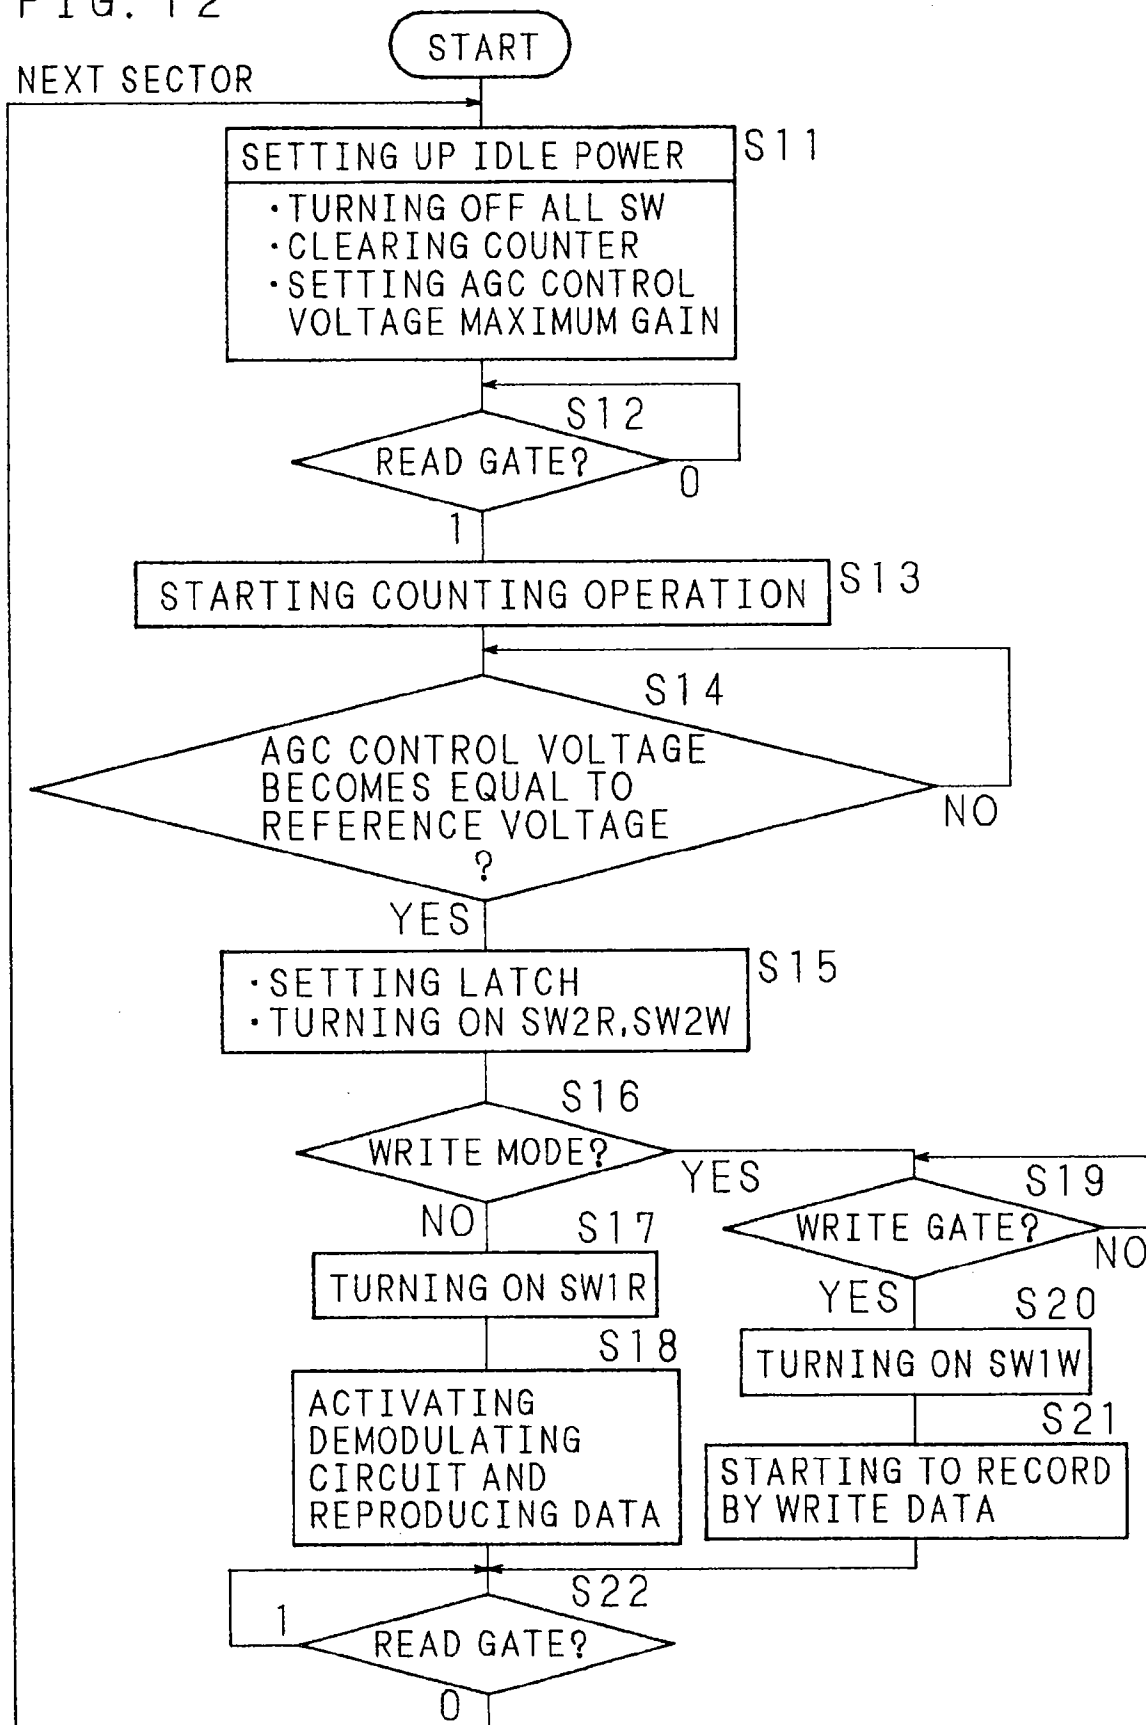 FIG. 12
START
NEXT SECTOR
S11
SETTING UP IDLE POWER
·TURNING OFF ALL SW
·CLEARING COUNTER
·SETTING AGC CONTROL
VOLTAGE MAXIMUM GAIN
S12
READ GATE?
0
1
STARTING COUNTING OPERATION
S13
S14
AGC CONTROL VOLTAGE
BECOMES EQUAL TO
REFERENCE VOLTAGE
?
NO
YES
S15
·SETTING LATCH
·TURNING ON SW2R,SW2W
S16
WRITE MODE?
YES
NO
S19
WRITE GATE?
NO
YES
S17
TURNING ON SW1R
S20
TURNING ON SW1W
S18
ACTIVATING
DEMODULATING
CIRCUIT AND
REPRODUCING DATA
S21
STARTING TO RECORD
BY WRITE DATA
S22
READ GATE?
1
0